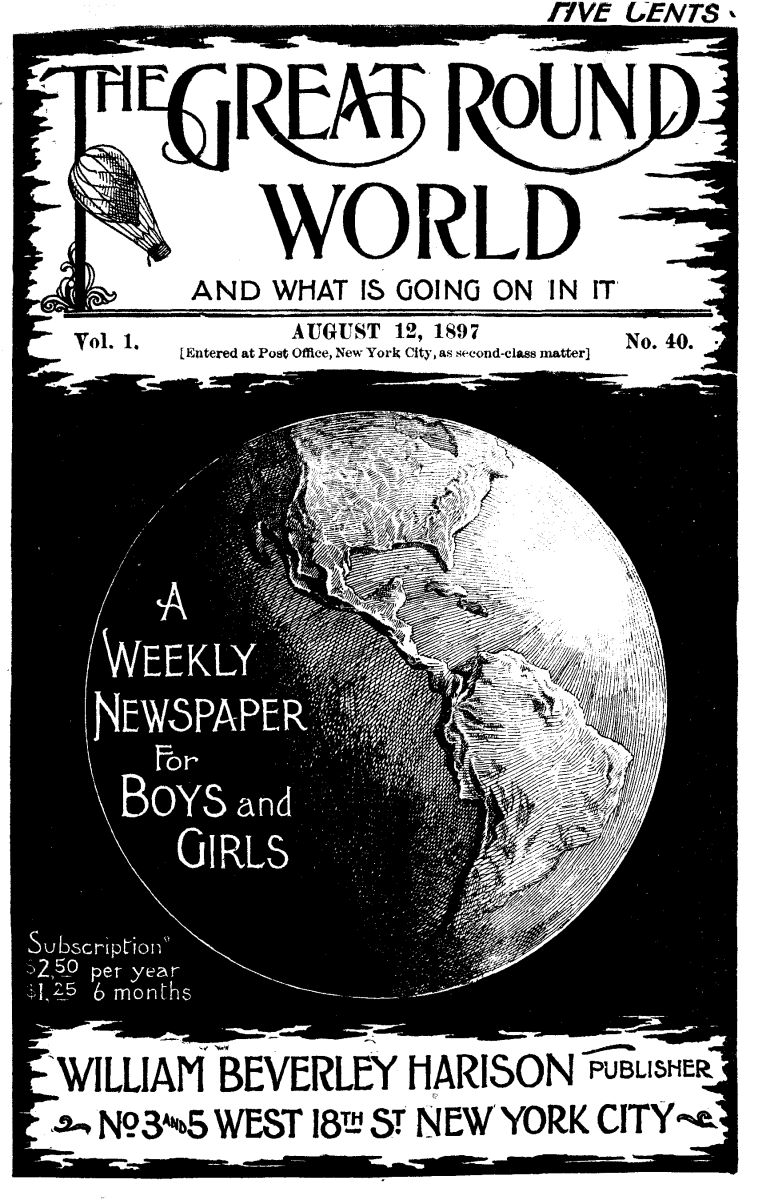 FIVE CENTS.
THE GREAT ROUND
WORLD
AND WHAT IS GOING ON IN IT
Vol. 1. AUGUST 12, 1897 No. 40.
[Entered at Post Office, New York City, as second-class matter]
A
WEEKLY
NEWSPAPER
For
BOYS and
GIRLS
Subscription
$2.50 per year
$1.25 6 months
WILLIAM BEVERLEY HARISON PUBLISHER
No 3 AND 5 WEST 18TH ST NEW YORK CITY